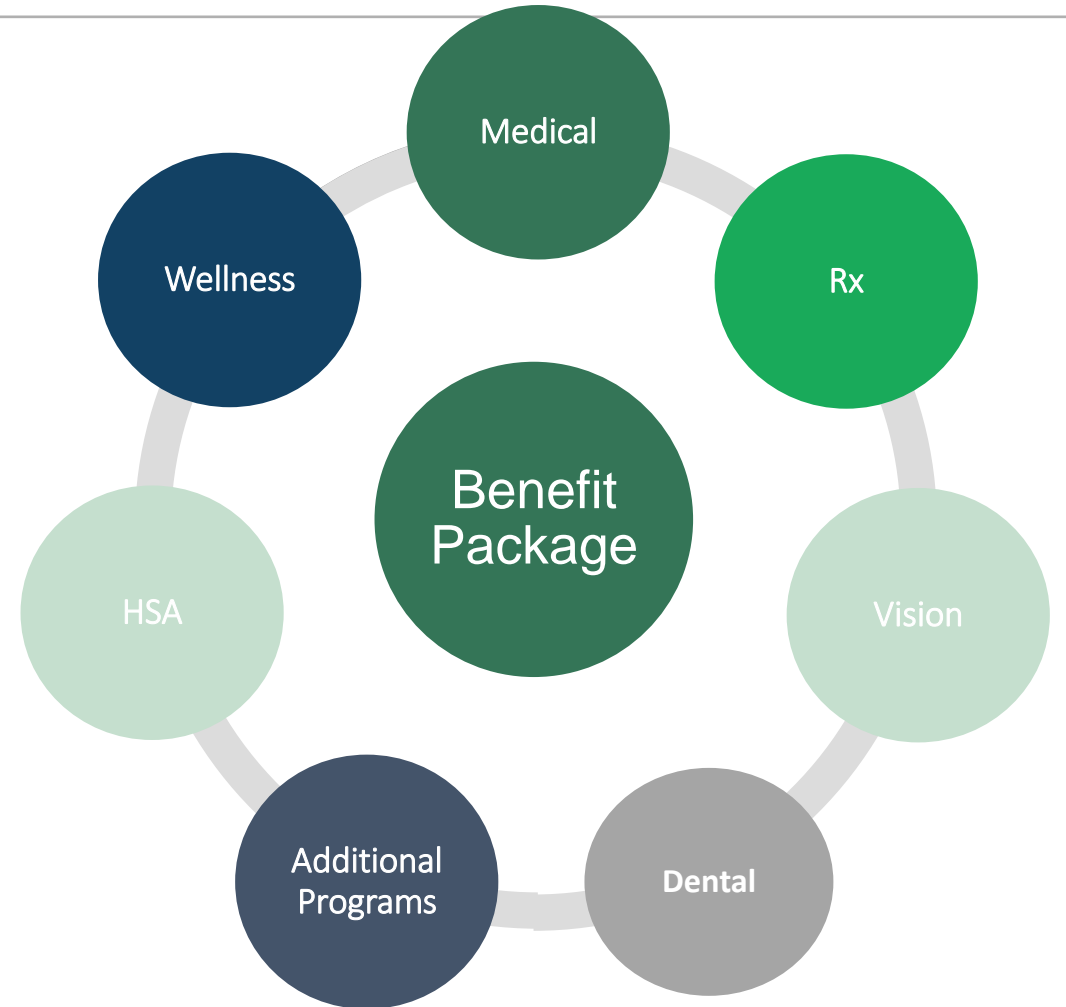 Medical
Wellness
Rx
Benefit
Package
HSA
Vision
Additional
Programs
Dental